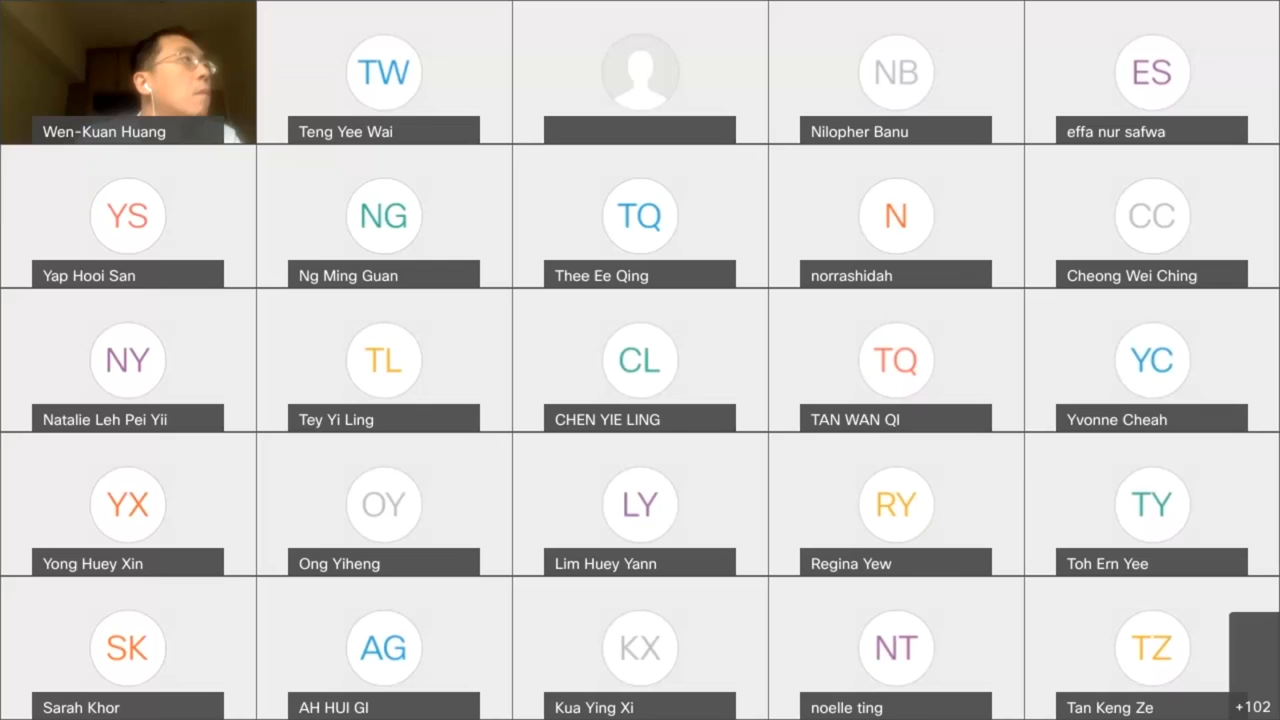 Wen-Kuan Huang
TW
Teng Yee Wai
NB
Nilopher Banu
ES
effa nur safwa
YS
Yap Hooi San
NG
Ng Ming Guan
TQ
Thee Ee Qing
N
norrashidah
CC
Cheong Wei Ching
NY
Natalie Leh Pei Yii
TL
Tey Yi Ling
CL
CHEN YIE LING
TQ
TAN WAN QI
YC
Yvonne Cheah
YX
Yong Huey Xin
OY
Ong Yiheng
LY
Lim Huey Yann
RY
Regina Yew
TY
Toh Ern Yee
SK
Sarah Khor
AG
AH HUI GI
KX
Kua Ying Xi
NT
noelle ting
TZ
Tan Keng Ze
+102